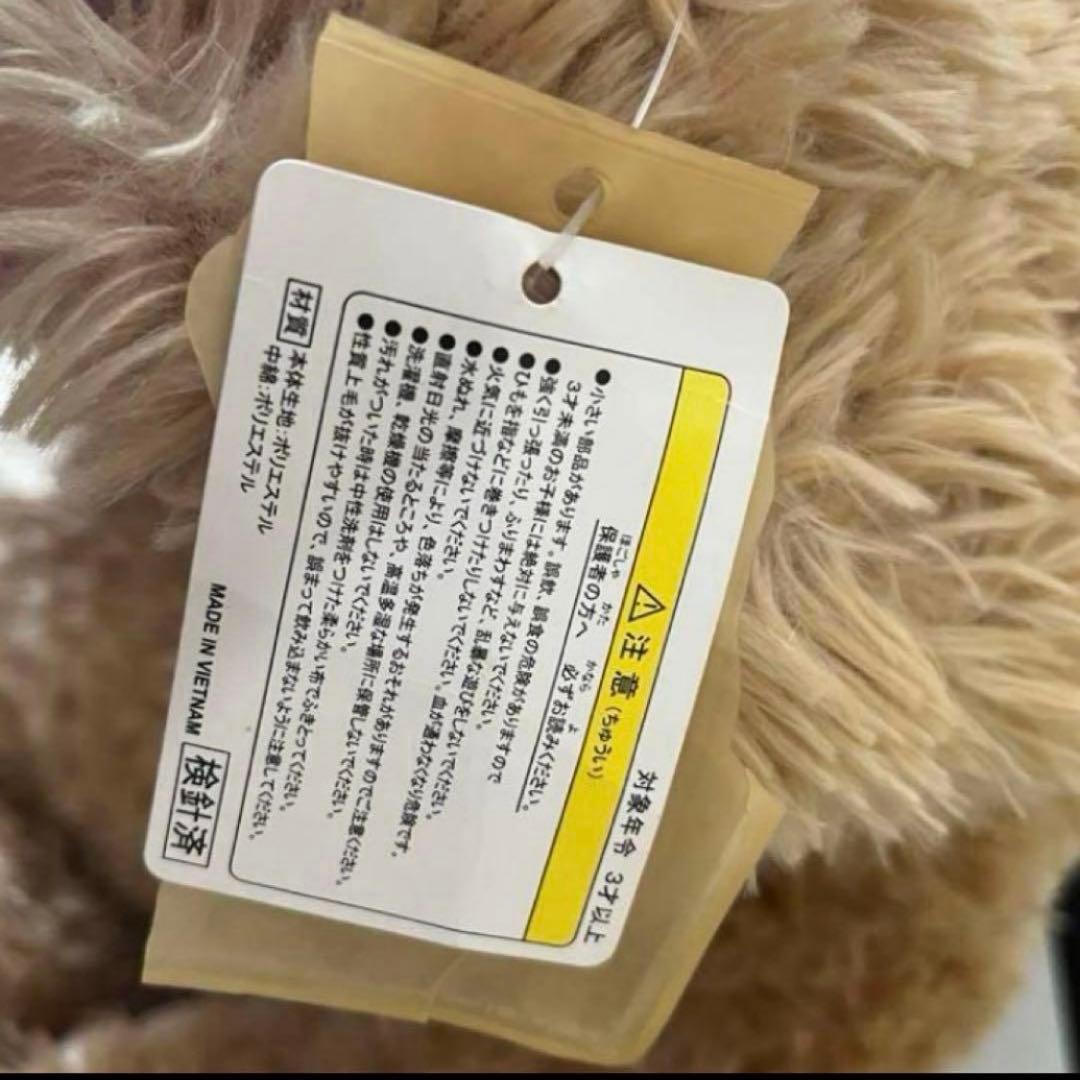 対象年令 3才以上
⚠注意(ちゅうい)
ほごしゃ かた かなら よ
保護者の方へ 必ずお読みください。
●小さい部品があります。誤飲、誤食の危険がありますので
3才未満のお子様には絶対に与えないでください。
●強く引っ張ったり、ふりまわすなど、乱暴な遊びをしないでください。
●ひもを指などに巻きつけたりしないでください。血が通わなくなり危険です。
●火気に近づけないでください。
●水ぬれ、摩擦等により、色落ちが発生するおそれがありますのでご注意ください。
●直射日光の当たるところや、高温多湿な場所に保管しないでください。
●洗濯機、乾燥機の使用はしないでください。
●汚れがついた時は中性洗剤をつけた柔らかい布でふきとってください。
●性質上毛が抜けやすいので、誤まって飲み込まないように注意してください。
材質 本体生地:ポリエステル
中綿:ポリエステル
MADE IN VIETNAM 検針済